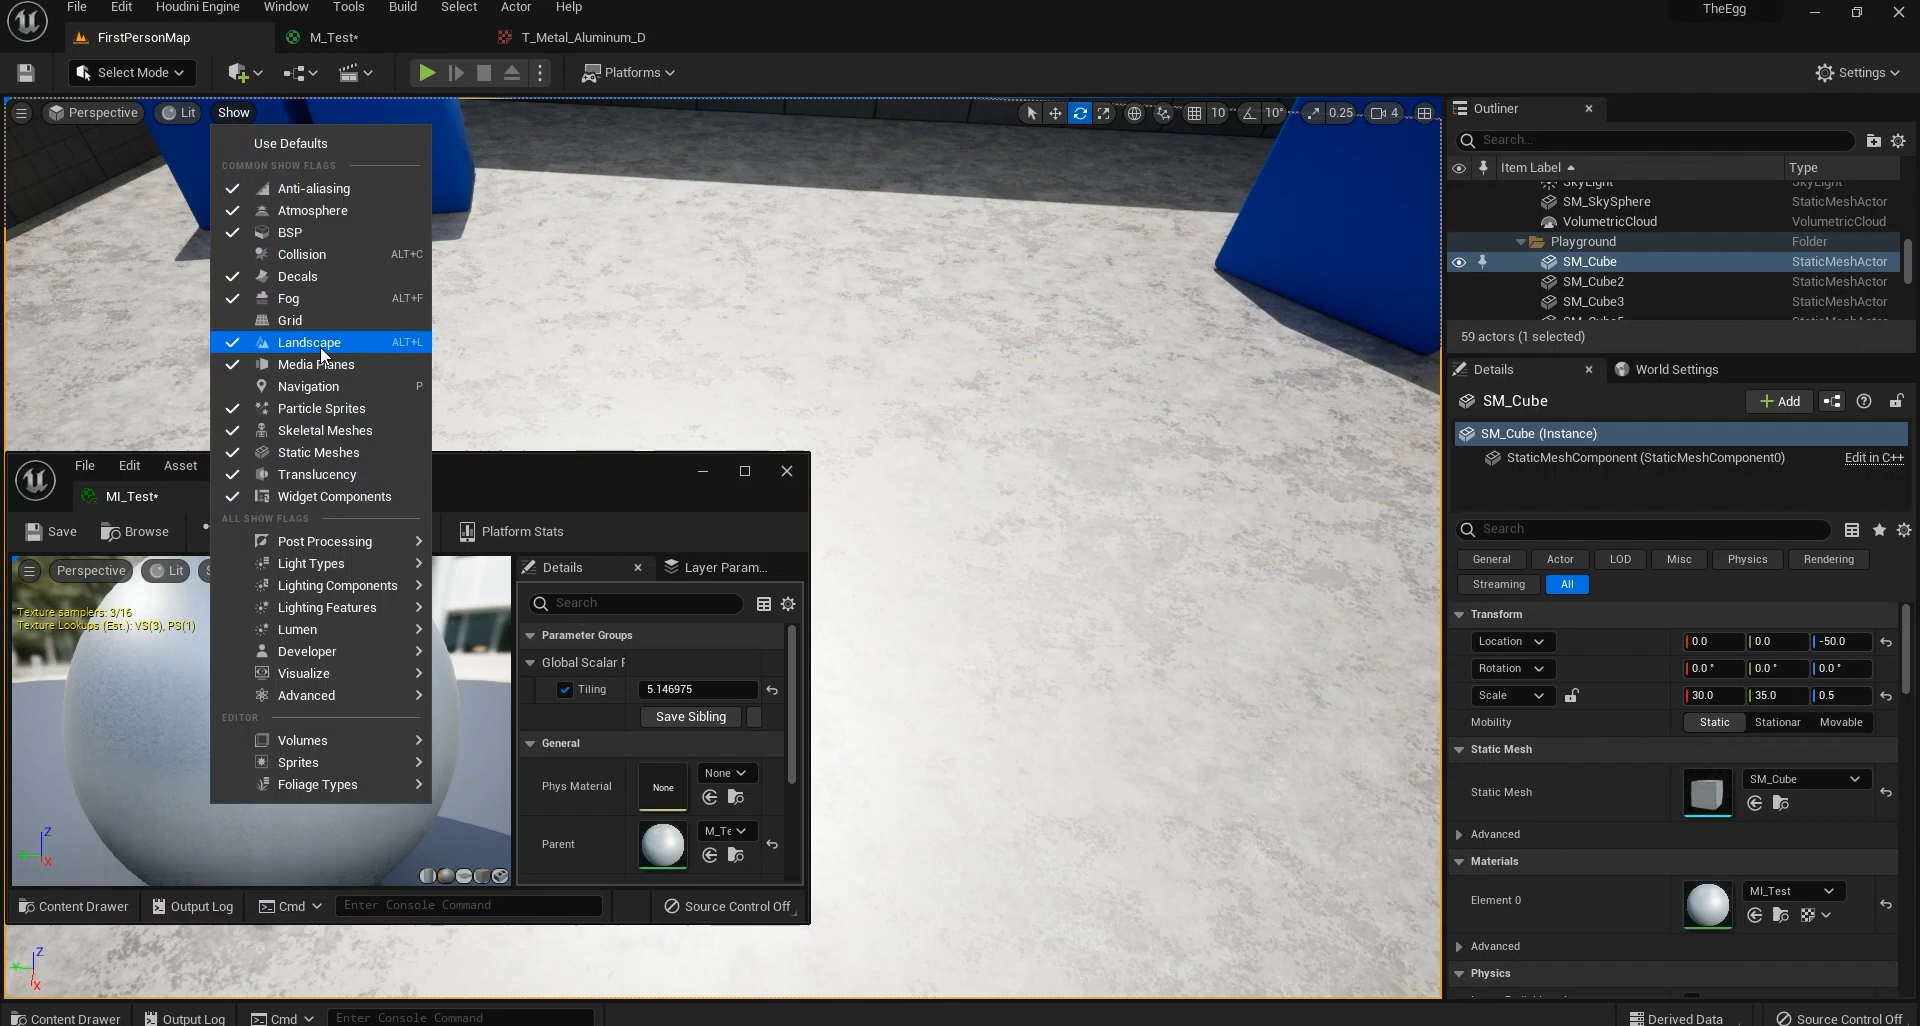 File Edit Houdini Engine Window Tools Build Select Actor Help
TheEgg
FirstPersonMap
M_Test*
T_Metal_Aluminum_D
Select Mode
Platforms
Settings
Perspective
Lit
Show
10
10°
0.25
4
Use Defaults
COMMON SHOW FLAGS
Anti-aliasing
Atmosphere
BSP
Collision ALT+C
Decals
Fog ALT+F
Grid
Landscape ALT+L
Media Planes
Navigation P
Particle Sprites
Skeletal Meshes
Static Meshes
Translucency
Widget Components
ALL SHOW FLAGS
Post Processing
Light Types
Lighting Components
Lighting Features
Lumen
Developer
Visualize
Advanced
EDITOR
Volumes
Sprites
Foliage Types
File Edit Asset
MI_Test*
Save
Browse
Platform Stats
Perspective
Lit
Texture samplers: 3/16
Texture Lookups (Est.): VS(3), PS(1)
Z
X
Details
Layer Param...
Search
Parameter Groups
Global Scalar
Tiling 5.146975
Save Sibling
General
Phys Material None None
Parent M_Te
Content Drawer
Output Log
Cmd
Enter Console Command
Source Control Off
Z
X
Outliner
Search...
Item Label
Type
SkyLight SkyLight
SM_SkySphere StaticMeshActor
VolumetricCloud VolumetricCloud
Playground Folder
SM_Cube StaticMeshActor
SM_Cube2 StaticMeshActor
SM_Cube3 StaticMeshActor
59 actors (1 selected)
Details
World Settings
SM_Cube
Add
SM_Cube (Instance)
StaticMeshComponent (StaticMeshComponent0)
Edit in C++
Search
General Actor LOD Misc Physics Rendering
Streaming All
Transform
Location 0.0 0.0 -50.0
Rotation 0.0 ° 0.0 ° 0.0 °
Scale 30.0 35.0 0.5
Mobility Static Stationar Movable
Static Mesh
Static Mesh SM_Cube
Advanced
Materials
Element 0 MI_Test
Advanced
Physics
Content Drawer
Output Log
Cmd
Enter Console Command
Derived Data
Source Control Off